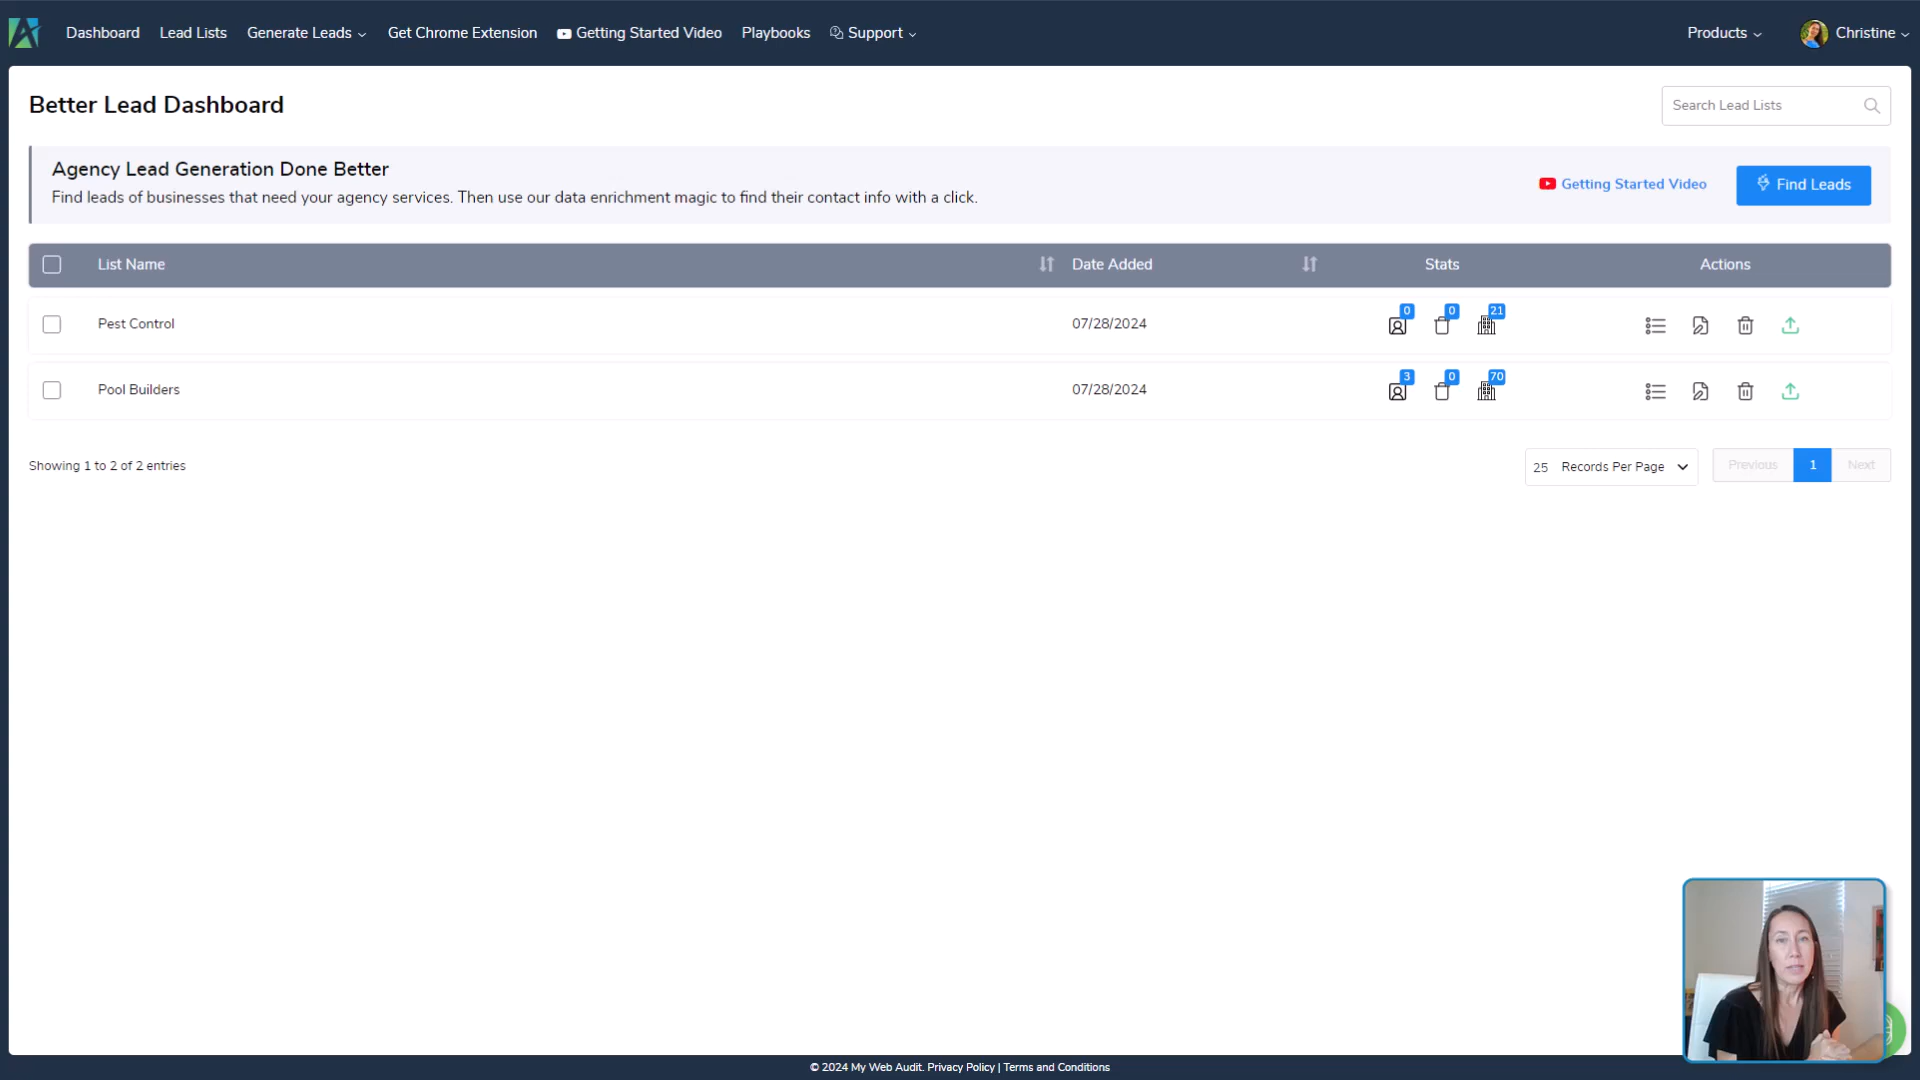 Dashboard Lead Lists Generate Leads Get Chrome Extension Getting Started Video Playbooks Support Products Christine
Better Lead Dashboard
Search Lead Lists
Agency Lead Generation Done Better
Find leads of businesses that need your agency services. Then use our data enrichment magic to find their contact info with a click.
Getting Started Video
Find Leads
List Name Date Added Stats Actions
Pest Control 07/28/2024 0 0 21
Pool Builders 07/28/2024 3 0 70
Showing 1 to 2 of 2 entries
25 Records Per Page
Previous 1 Next
© 2024 My Web Audit. Privacy Policy | Terms and Conditions